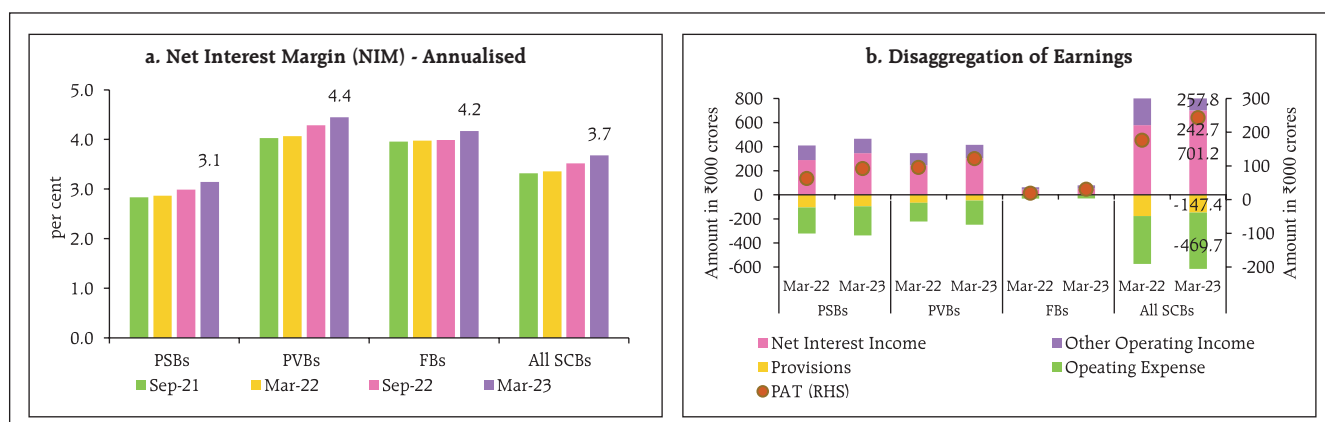 a. Net Interest Margin (NIM) - Annualised
5.0
4.0
3.0
2.0
1.0
0.0
per cent
3.1
4.4
4.2
3.7
PSBs PVBs FBs All SCBs
Sep-21 Mar-22 Sep-22 Mar-23
b. Disaggregation of Earnings
Amount in ₹000 crores
800
600
400
200
0
-200
-400
-600
257.8
242.7
701.2
-147.4
-469.7
300
200
100
0
-100
-200
Amount in ₹000 crores
Mar-22 Mar-23 Mar-22 Mar-23 Mar-22 Mar-23 Mar-22 Mar-23
PSBs PVBs FBs All SCBs
Net Interest Income Other Operating Income
Provisions Opeating Expense
PAT (RHS)